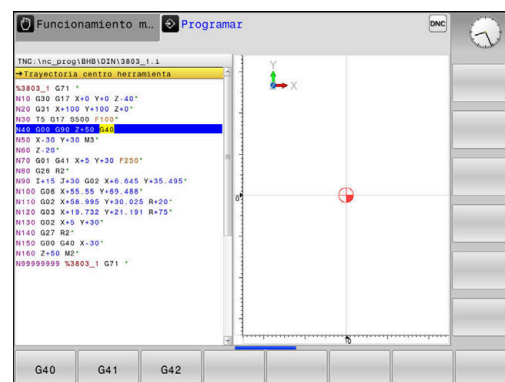 Funcionamiento m... Programar
DNC
TNC:\nc_prog\BHB\DIN\3803_1.i
→Trayectoria centro herramienta
%3803_1 G71 *
N10 G30 G17 X+0 Y+0 Z-40*
N20 G31 X+100 Y+100 Z+0*
N30 T5 G17 S500 F100*
N40 G00 G90 Z+50 G40
N50 X-30 Y+30 M3*
N60 Z-20*
N70 G01 G41 X+5 Y+30 F250*
N80 G26 R2*
N90 I+15 J+30 G02 X+6.645 Y+35.495*
N100 G06 X+55.55 Y+69.488*
N110 G02 X+58.995 Y+30.025 R+20*
N120 G03 X+19.732 Y+21.191 R+75*
N130 G02 X+5 Y+30*
N140 G27 R2*
N150 G00 G40 X-30*
N160 Z+50 M2*
N99999999 %3803_1 G71 *
Y
X
0
0
G40 G41 G42